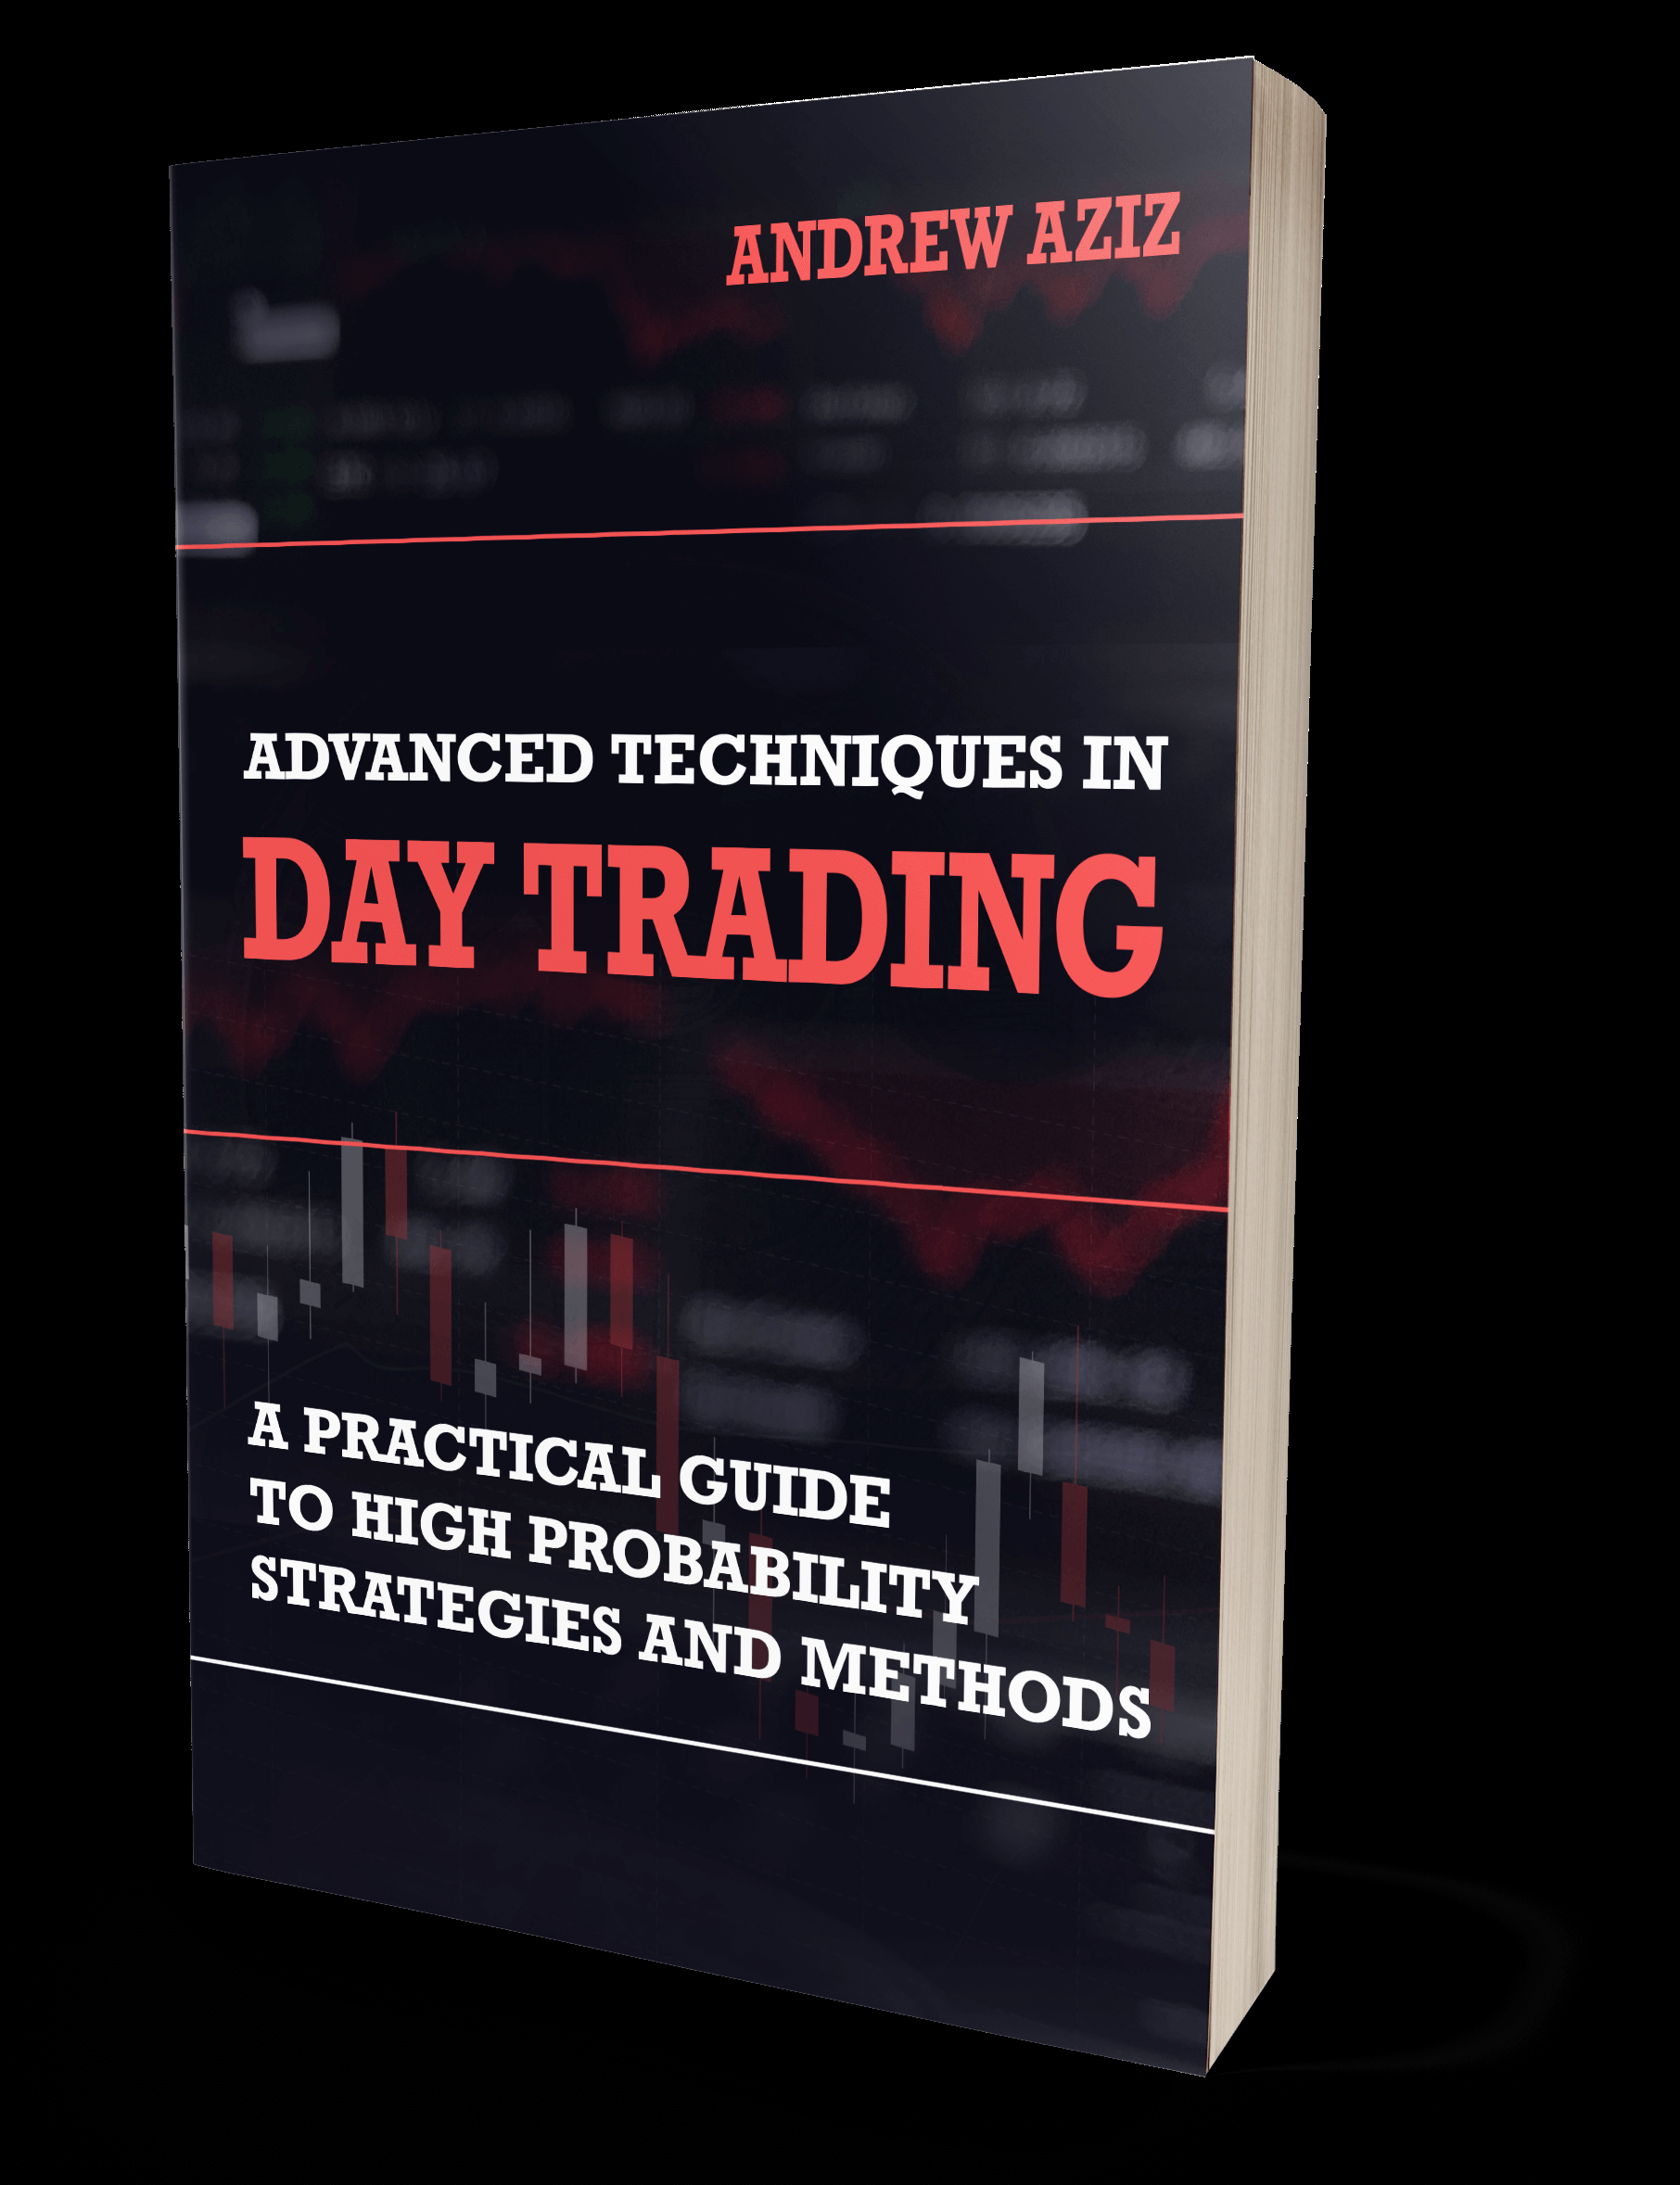 ANDREW AZIZ
ADVANCED TECHNIQUES IN
DAY TRADING
A PRACTICAL GUIDE
TO HIGH PROBABILITY
STRATEGIES AND METHODS